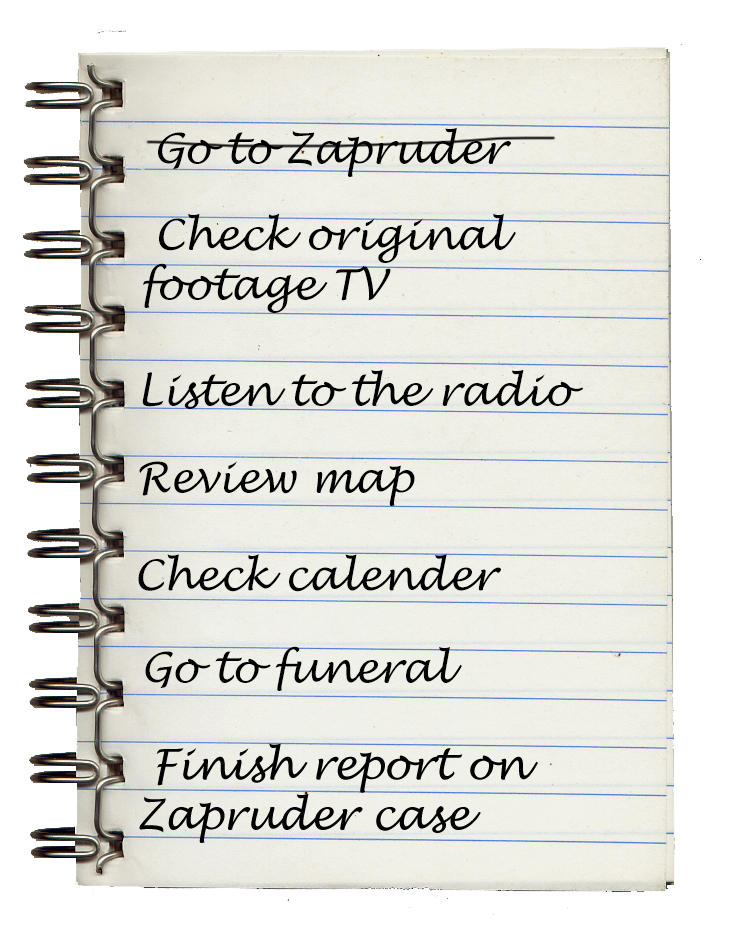 Go to Zapruder
Check original
footage TV
Listen to the radio
Review map
Check calender
Go to funeral
Finish report on
Zapruder case